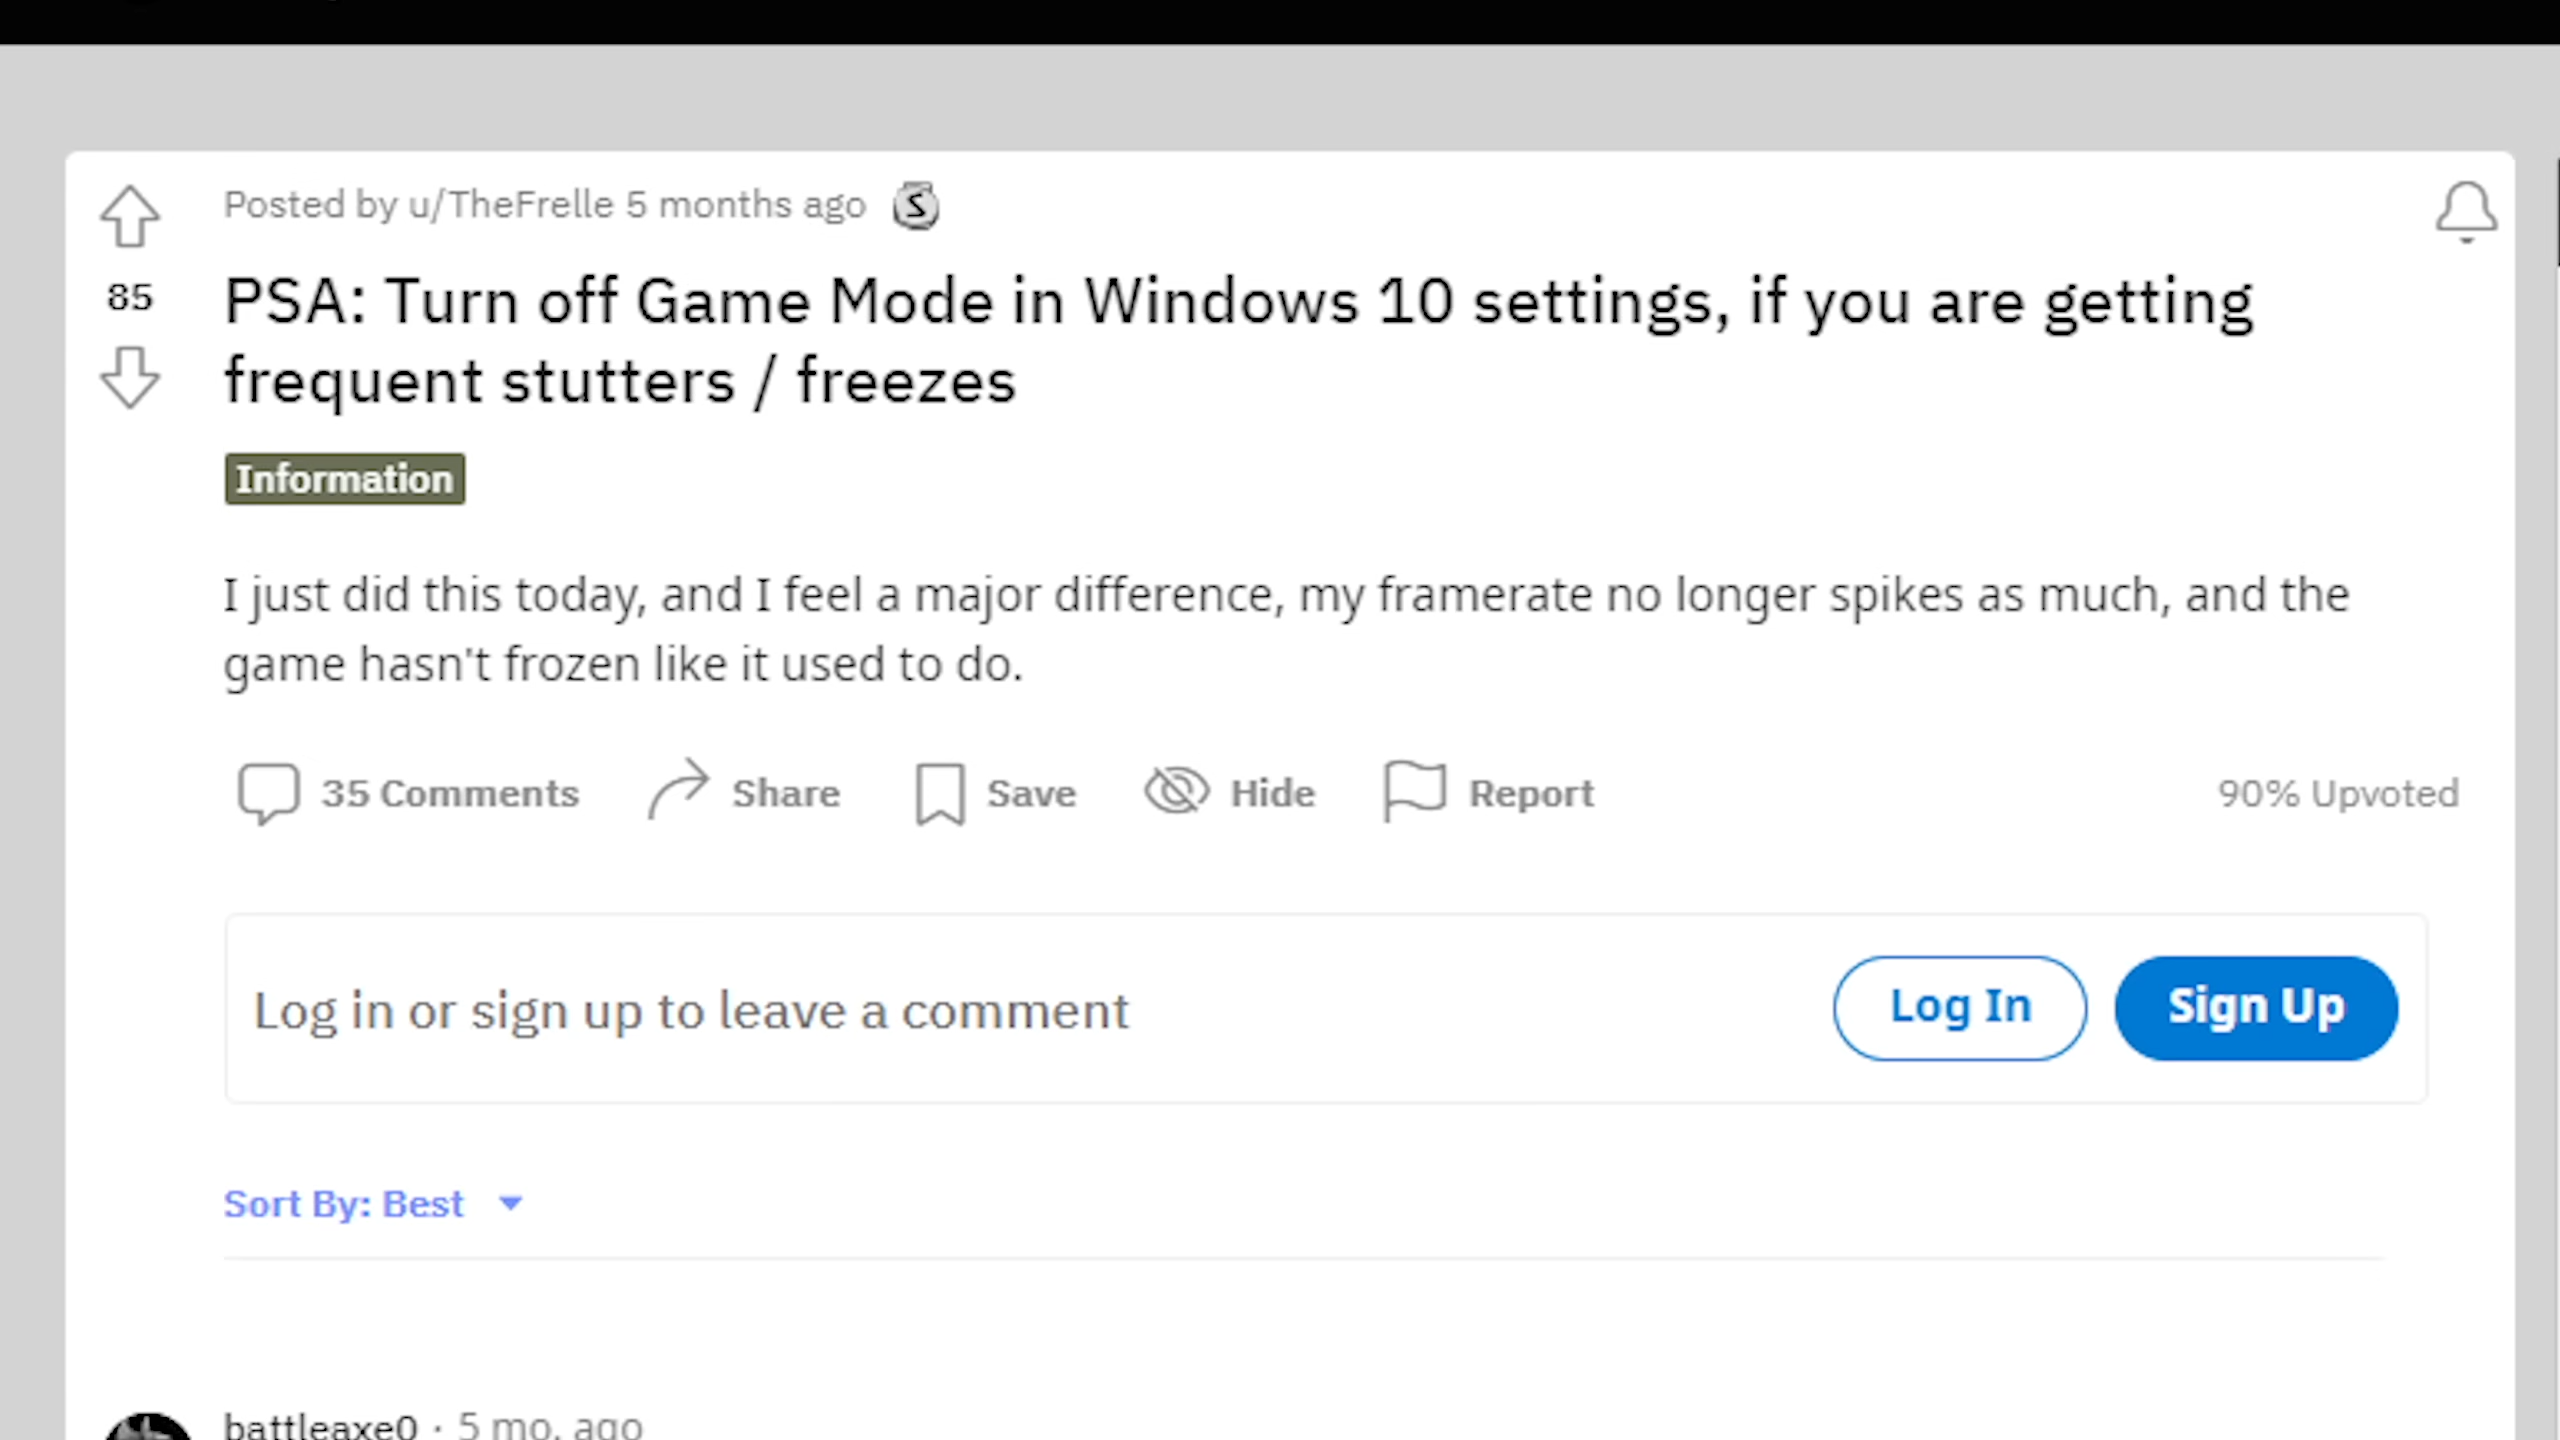 Posted by u/TheFrelle 5 months ago
85
PSA: Turn off Game Mode in Windows 10 settings, if you are getting
frequent stutters / freezes
Information
I just did this today, and I feel a major difference, my framerate no longer spikes as much, and the
game hasn't frozen like it used to do.
35 Comments Share Save Hide Report 90% Upvoted
Log in or sign up to leave a comment Log In Sign Up
Sort By: Best
battleaxe0 · 5 mo. ago